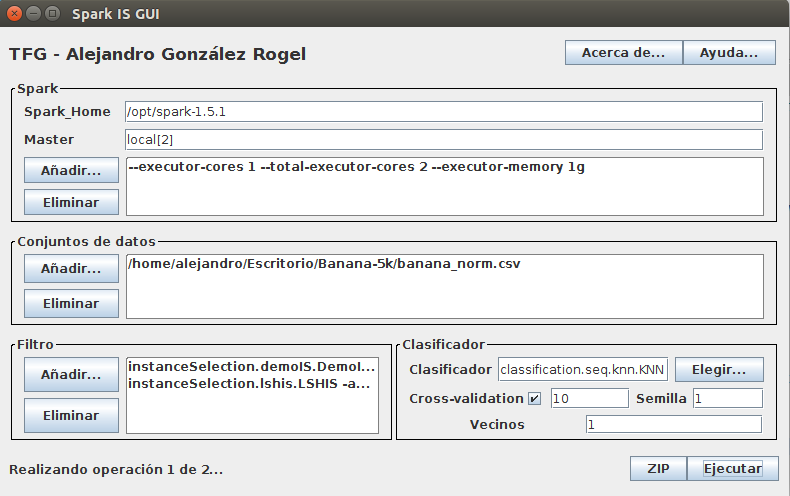 Spark IS GUI
TFG - Alejandro González Rogel
Acerca de...
Ayuda...
Spark
Spark_Home
/opt/spark-1.5.1
Master
local[2]
Añadir...
--executor-cores 1 --total-executor-cores 2 --executor-memory 1g
Eliminar
Conjuntos de datos
Añadir...
/home/alejandro/Escritorio/Banana-5k/banana_norm.csv
Eliminar
Filtro
Añadir...
instanceSelection.demoIS.DemoI...
instanceSelection.lshis.LSHIS -a...
Eliminar
Clasificador
Clasificador
classification.seq.knn.KNN
Elegir...
Cross-validation
10
Semilla
1
Vecinos
1
Realizando operación 1 de 2...
ZIP
Ejecutar